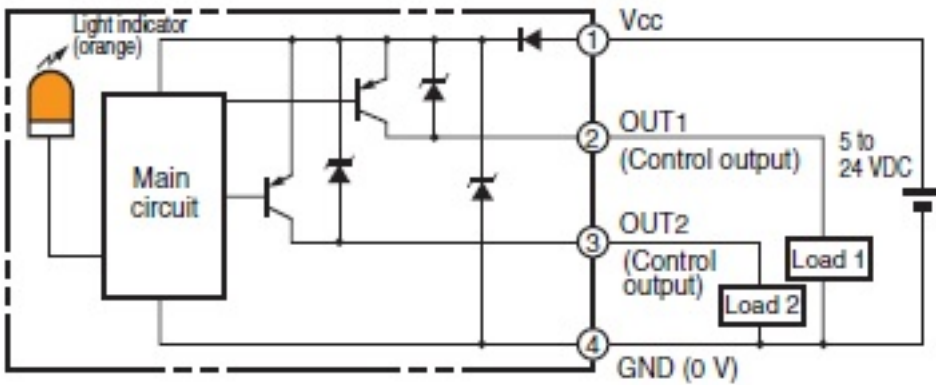 Light indicator
(orange)
Main
circuit
1
Vcc
2
OUT1
(Control output)
3
OUT2
(Control
output)
4
GND (0 V)
5 to
24 VDC
Load 1
Load 2